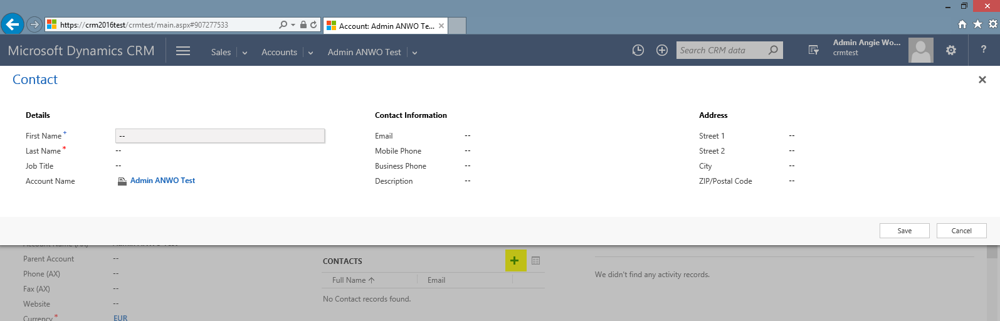 https://crm2016test/crmtest/main.aspx#907277533
Account: Admin ANWO Te...
Microsoft Dynamics CRM
Sales
Accounts
Admin ANWO Test
Search CRM data
Admin Angie Wo...
crmtest
?
Contact
Details
First Name +
--
Last Name *
--
Job Title
--
Account Name
Admin ANWO Test
Contact Information
Email
--
Mobile Phone
--
Business Phone
--
Description
--
Address
Street 1
--
Street 2
--
City
--
ZIP/Postal Code
--
Save
Cancel
Account Name (AX)
Admin ANWO Test
Parent Account
--
Phone (AX)
--
Fax (AX)
--
Website
--
Currency *
EUR
CONTACTS
Full Name ↑
Email
No Contact records found.
We didn't find any activity records.